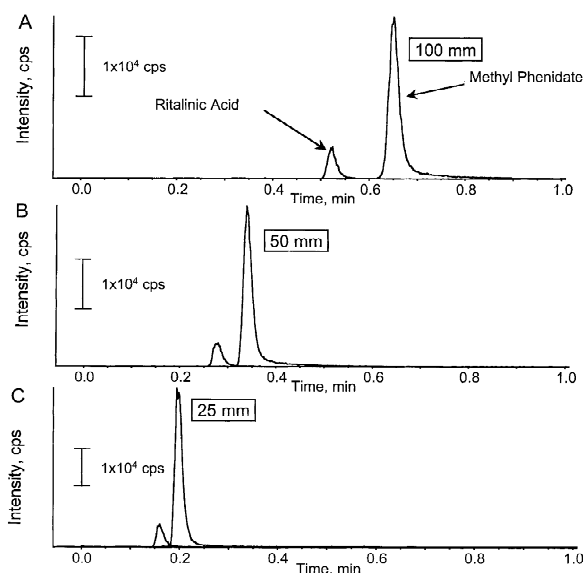 A
Intensity, cps
1x10⁴ cps
100 mm
Methyl Phenidate
Ritalinic Acid
0.0 0.2 0.4 0.6 0.8 1.0
Time, min
B
Intensity, cps
1x10⁴ cps
50 mm
0.0 0.2 0.4 0.6 0.8 1.0
Time, min
C
Intensity, cps
1x10⁴ cps
25 mm
0.0 0.2 0.4 0.6 0.8 1.0
Time, min